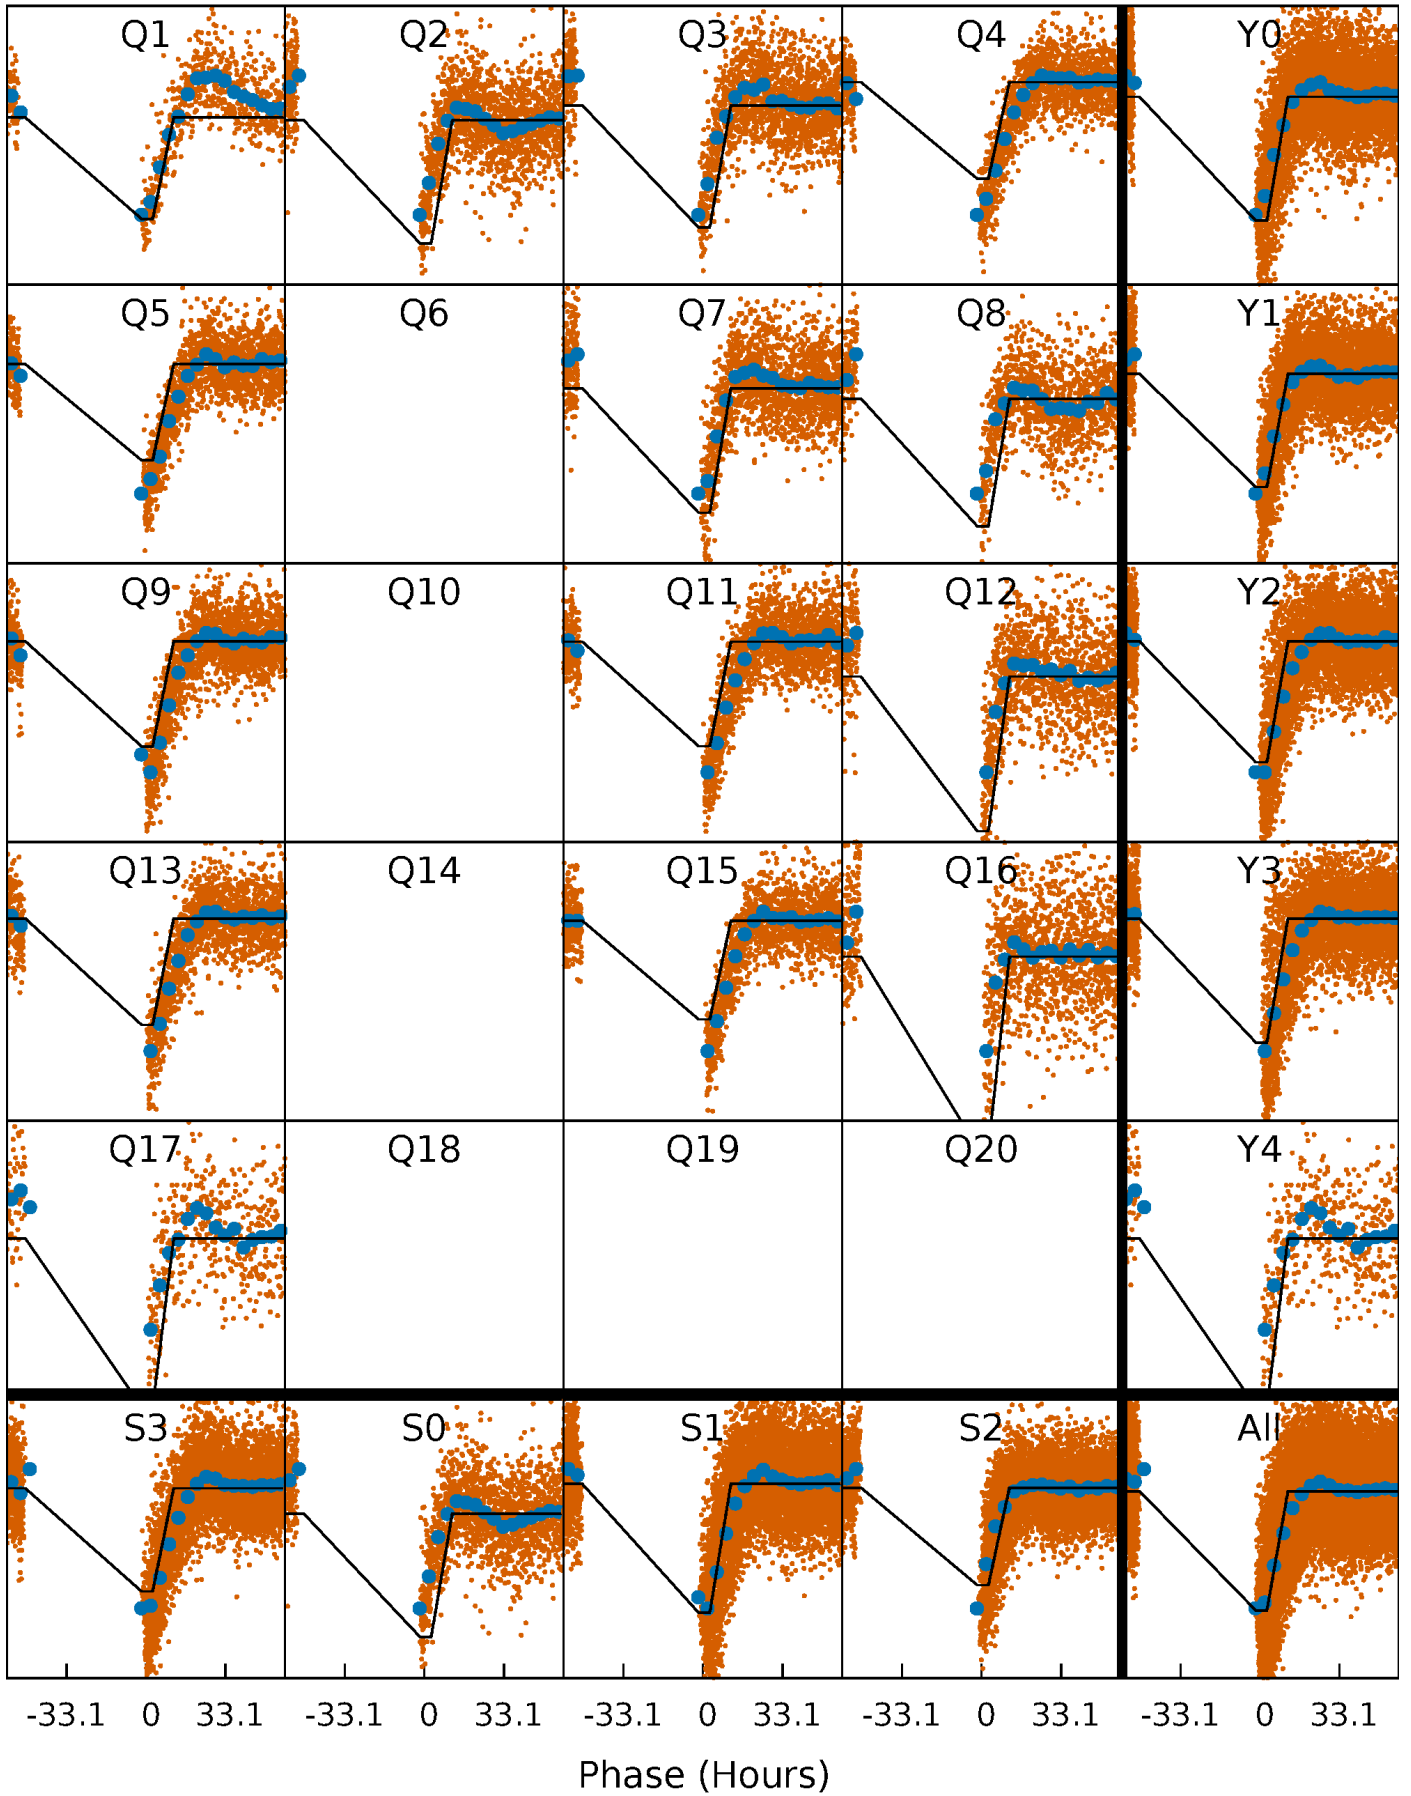 Q1 Q2 Q3 Q4 Y0
Q5 Q6 Q7 Q8 Y1
Q9 Q10 Q11 Q12 Y2
Q13 Q14 Q15 Q16 Y3
Q17 Q18 Q19 Q20 Y4
S3 S0 S1 S2 All
-33.1 0 33.1 -33.1 0 33.1 -33.1 0 33.1 -33.1 0 33.1 -33.1 0 33.1
Phase (Hours)